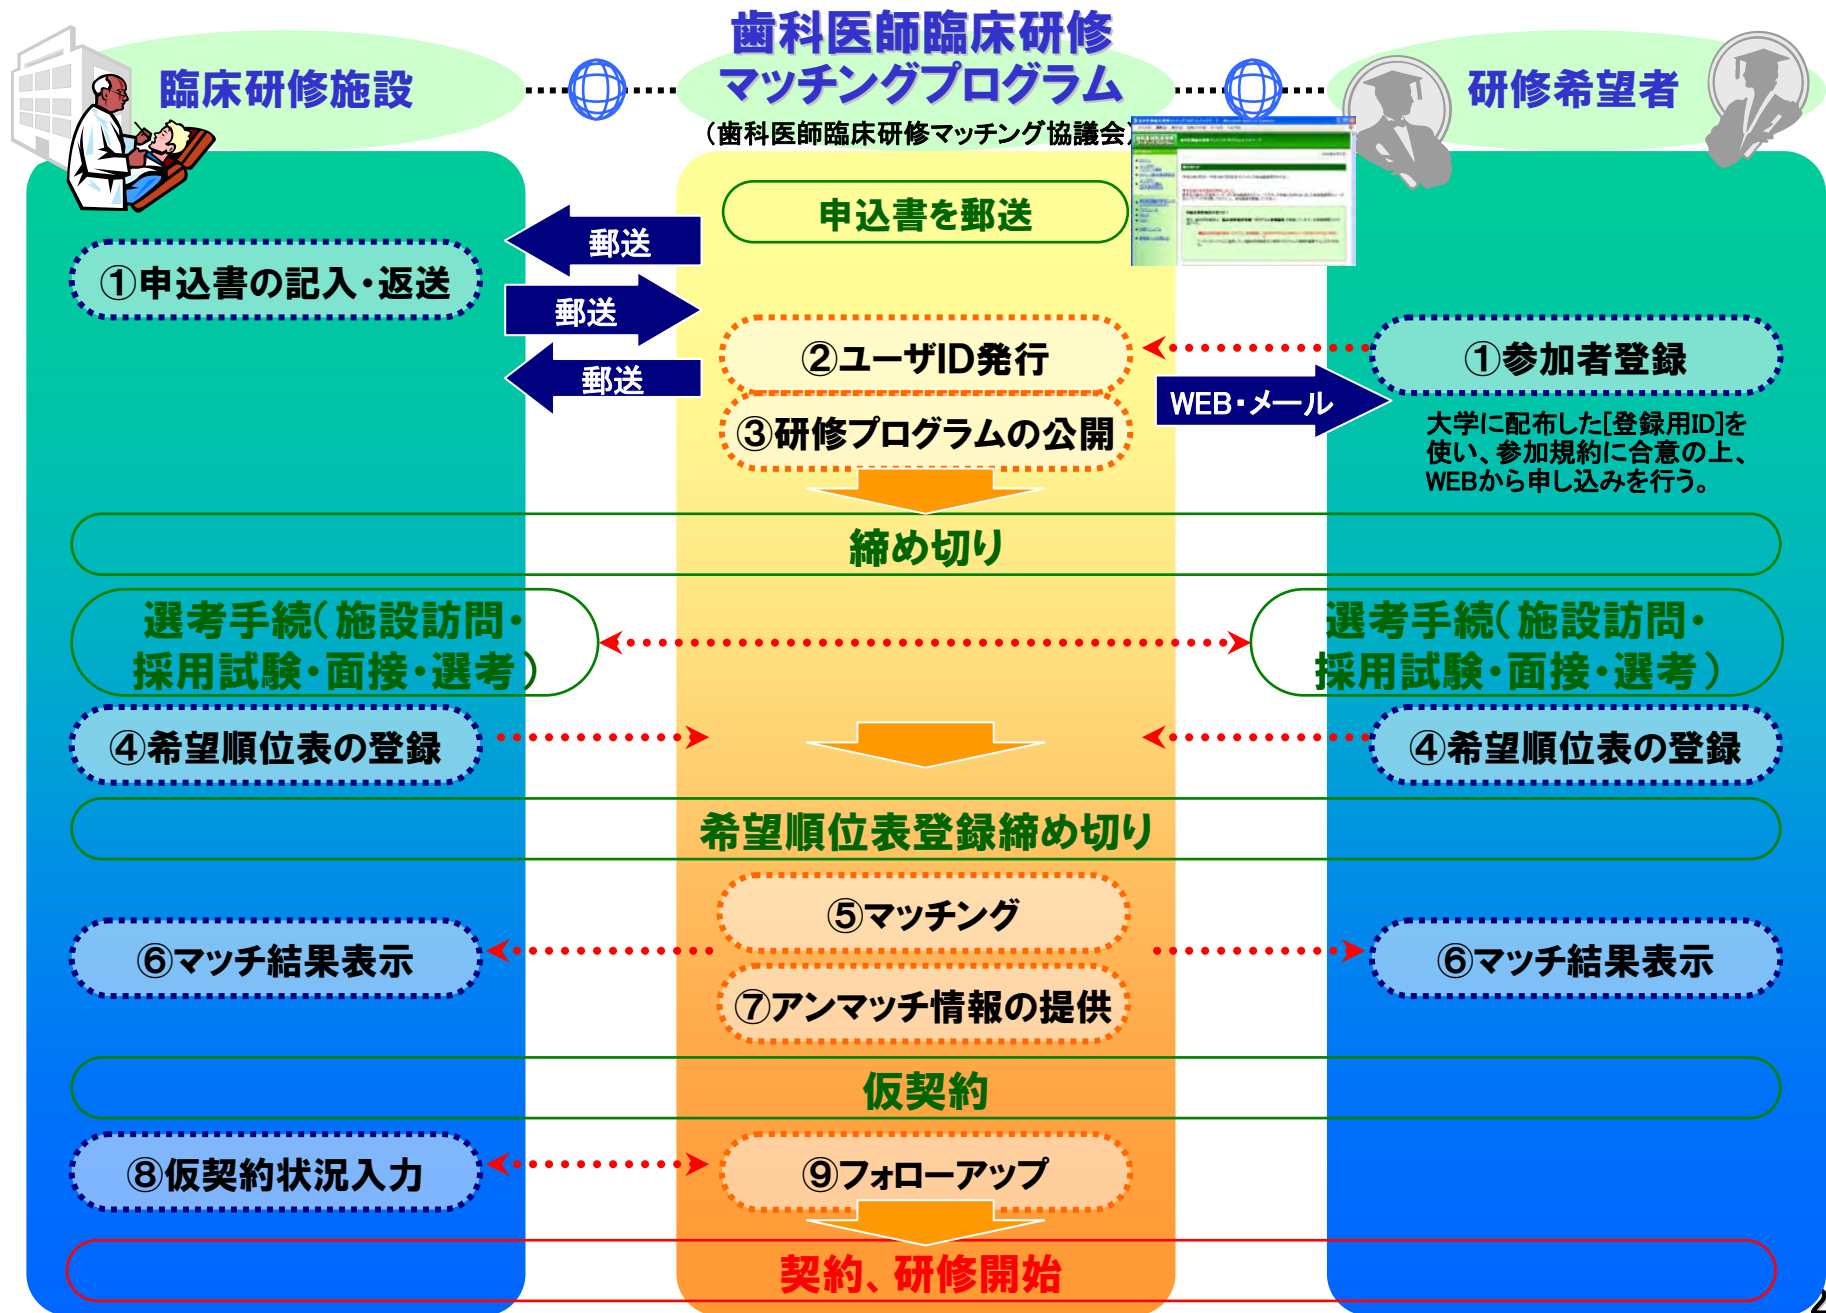 歯科医師臨床研修
マッチングプログラム
(歯科医師臨床研修マッチング協議会)
臨床研修施設
研修希望者
申込書を郵送
郵送
①申込書の記入・返送
郵送
②ユーザID発行
①参加者登録
郵送
WEB・メール
③研修プログラムの公開
大学に配布した[登録用ID]を
使い、参加規約に合意の上、
WEBから申し込みを行う。
締め切り
選考手続(施設訪問・
採用試験・面接・選考)
選考手続(施設訪問・
採用試験・面接・選考)
④希望順位表の登録
④希望順位表の登録
希望順位表登録締め切り
⑤マッチング
⑥マッチ結果表示
⑥マッチ結果表示
⑦アンマッチ情報の提供
仮契約
⑧仮契約状況入力
⑨フォローアップ
契約、研修開始
2